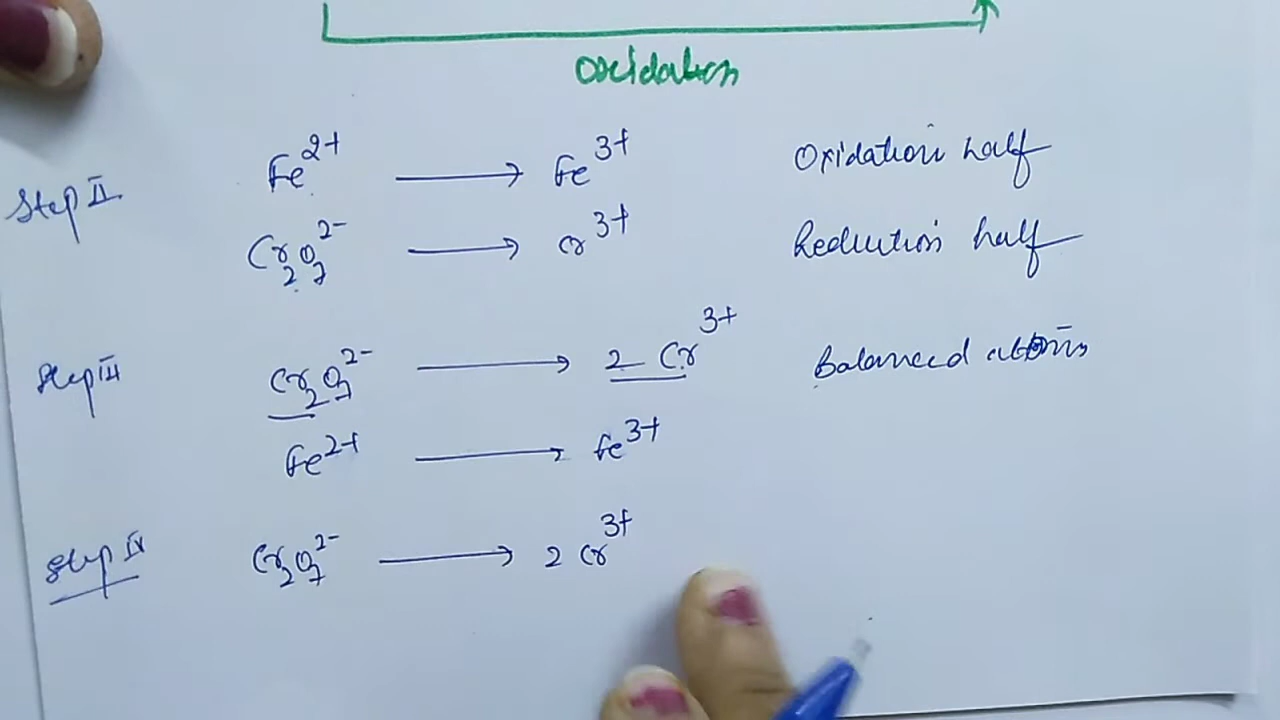 Oxidation
Step II Fe²⁺ ⟶ Fe³⁺ Oxidation half
Cr₂O₇²⁻ ⟶ Cr³⁺ Reduction half
Step III Cr₂O₇²⁻ ⟶ 2 Cr³⁺ Balanced atoms
Fe²⁺ ⟶ Fe³⁺
Step IV Cr₂O₇²⁻ ⟶ 2 Cr³⁺